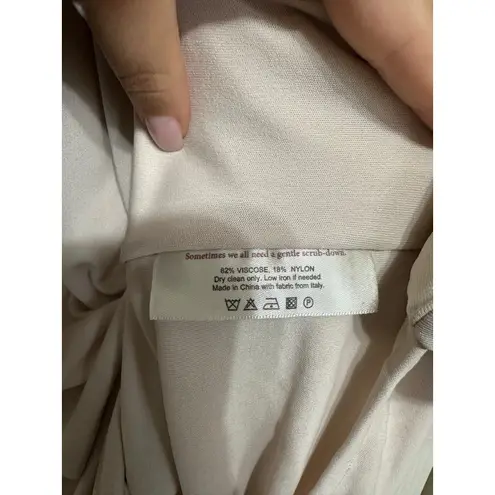 Sometimes we all need a gentle scrub-down.
82% VISCOSE, 18% NYLON
Dry clean only. Low iron if needed
Made in China with fabric from Italy.
P